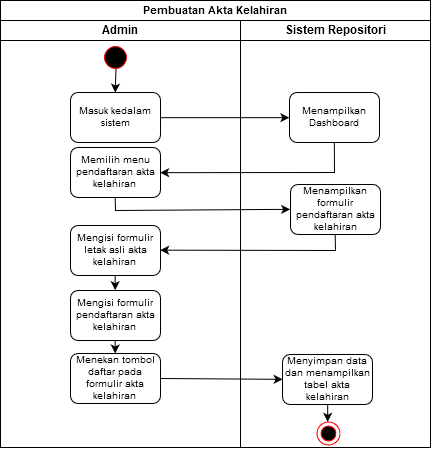 Pembuatan Akta Kelahiran
Admin
Sistem Repositori
Masuk kedalam
sistem
Menampilkan
Dashboard
Memilih menu
pendaftaran akta
kelahiran
Menampilkan
formulir
pendaftaran akta
kelahiran
Mengisi formulir
letak asli akta
kelahiran
Mengisi formulir
pendaftaran akta
kelahiran
Menekan tombol
daftar pada
formulir akta
kelahiran
Menyimpan data
dan menampilkan
tabel akta
kelahiran